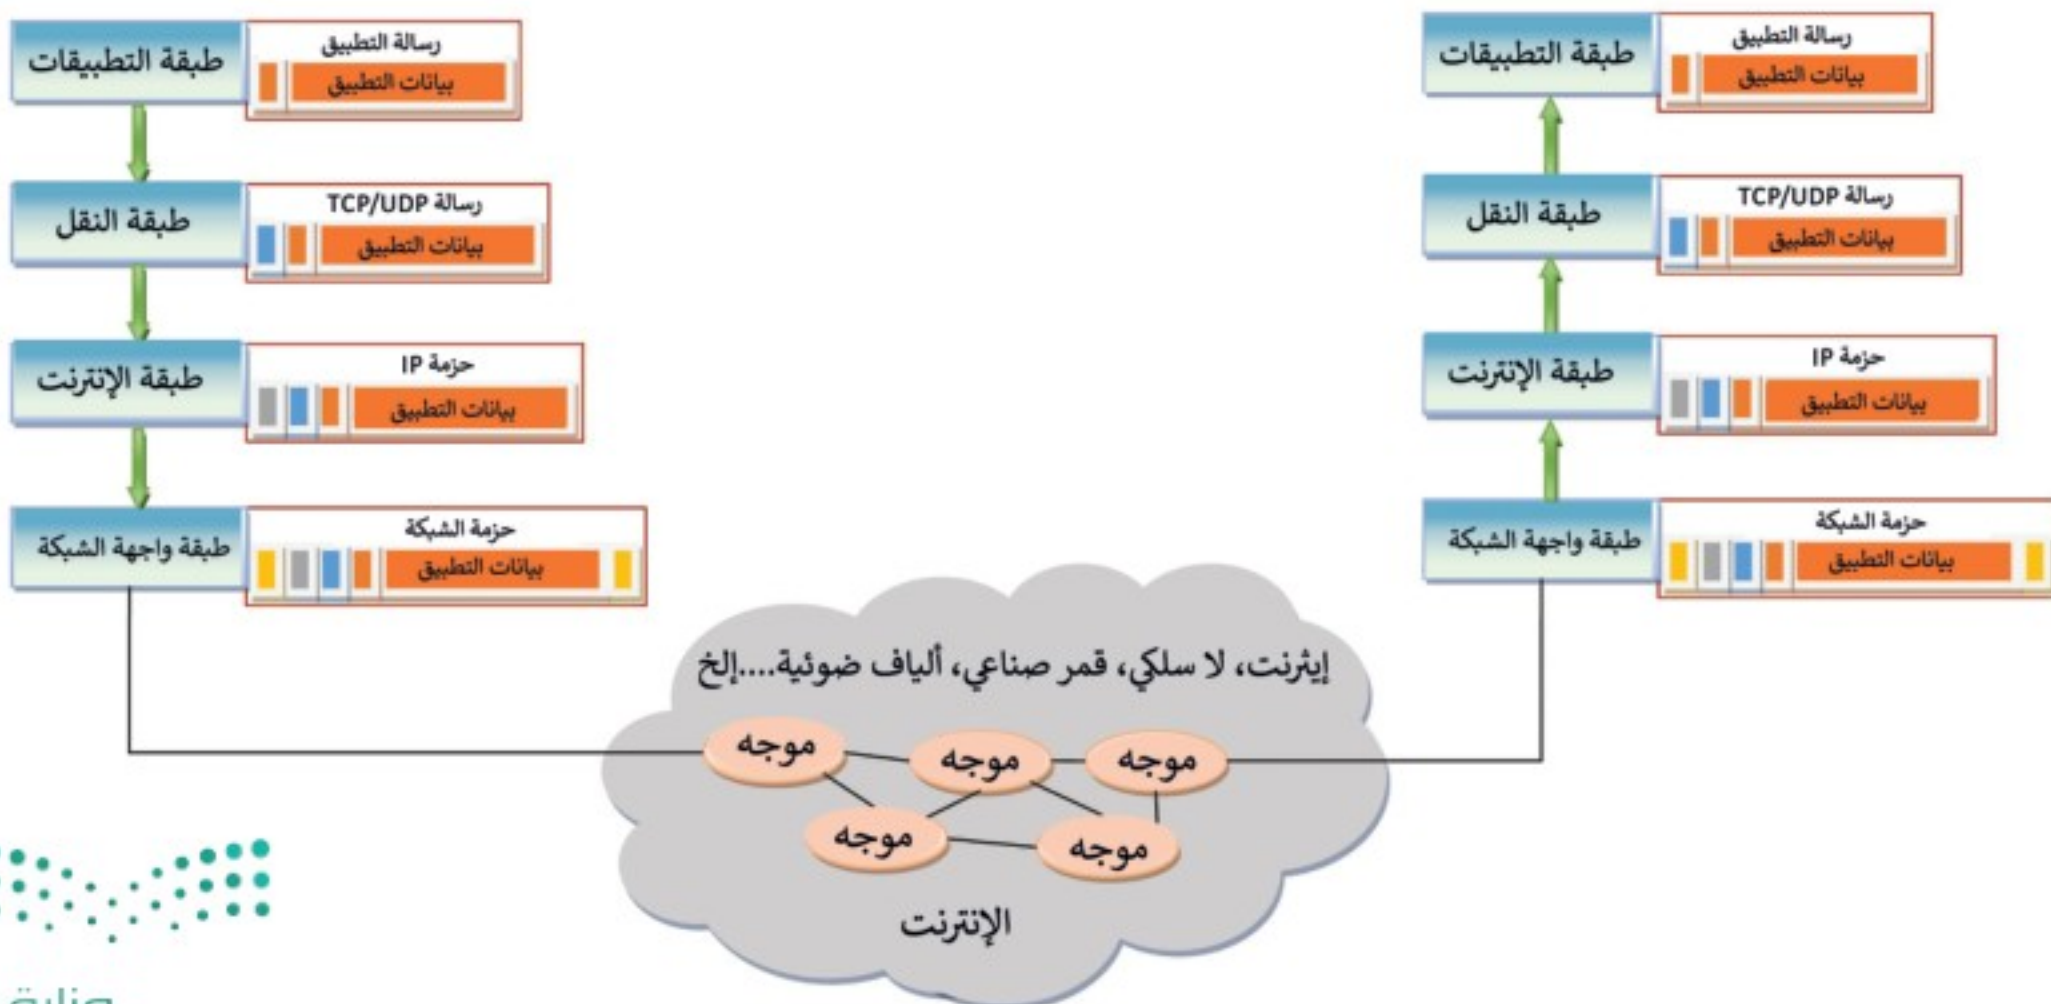 طبقة التطبيقات
رسالة التطبيق
بيانات التطبيق
طبقة النقل
رسالة TCP/UDP
بيانات التطبيق
طبقة الإنترنت
حزمة IP
بيانات التطبيق
طبقة واجهة الشبكة
حزمة الشبكة
بيانات التطبيق
طبقة التطبيقات
رسالة التطبيق
بيانات التطبيق
طبقة النقل
رسالة TCP/UDP
بيانات التطبيق
طبقة الإنترنت
حزمة IP
بيانات التطبيق
طبقة واجهة الشبكة
حزمة الشبكة
بيانات التطبيق
إيثرنت، لا سلكي، قمر صناعي، ألياف ضوئية....إلخ
موجه
موجه
موجه
موجه
موجه
الإنترنت